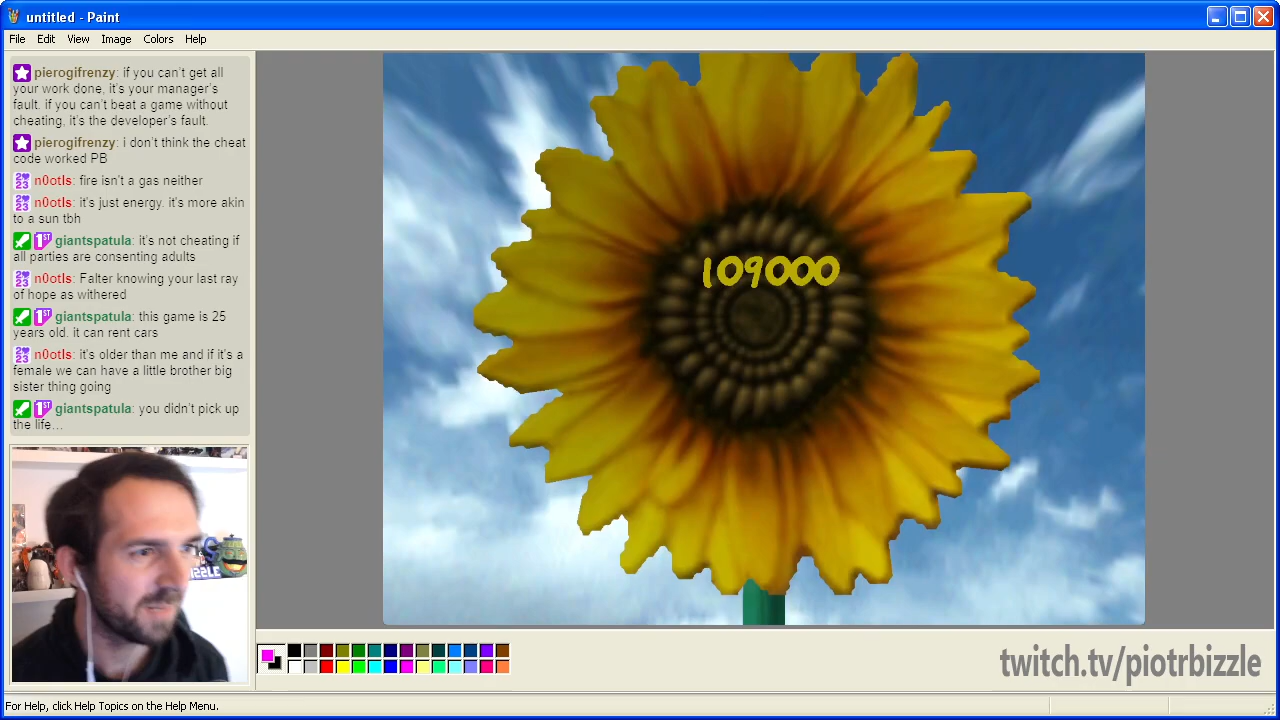 untitled - Paint
File Edit View Image Colors Help
pierogifrenzy: if you can't get all
your work done, it's your manager's
fault. if you can't beat a game without
cheating, it's the developer's fault.
pierogifrenzy: i don't think the cheat
code worked PB
n0otls: fire isn't a gas neither
n0otls: it's just energy. it's more akin
to a sun tbh
1ST giantspatula: it's not cheating if
all parties are consenting adults
n0otls: Falter knowing your last ray
of hope as withered
1ST giantspatula: this game is 25
years old. it can rent cars
n0otls: it's older than me and if it's a
female we can have a little brother big
sister thing going
1ST giantspatula: you didn't pick up
the life...
109000
twitch.tv/piotrbizzle
For Help, click Help Topics on the Help Menu.